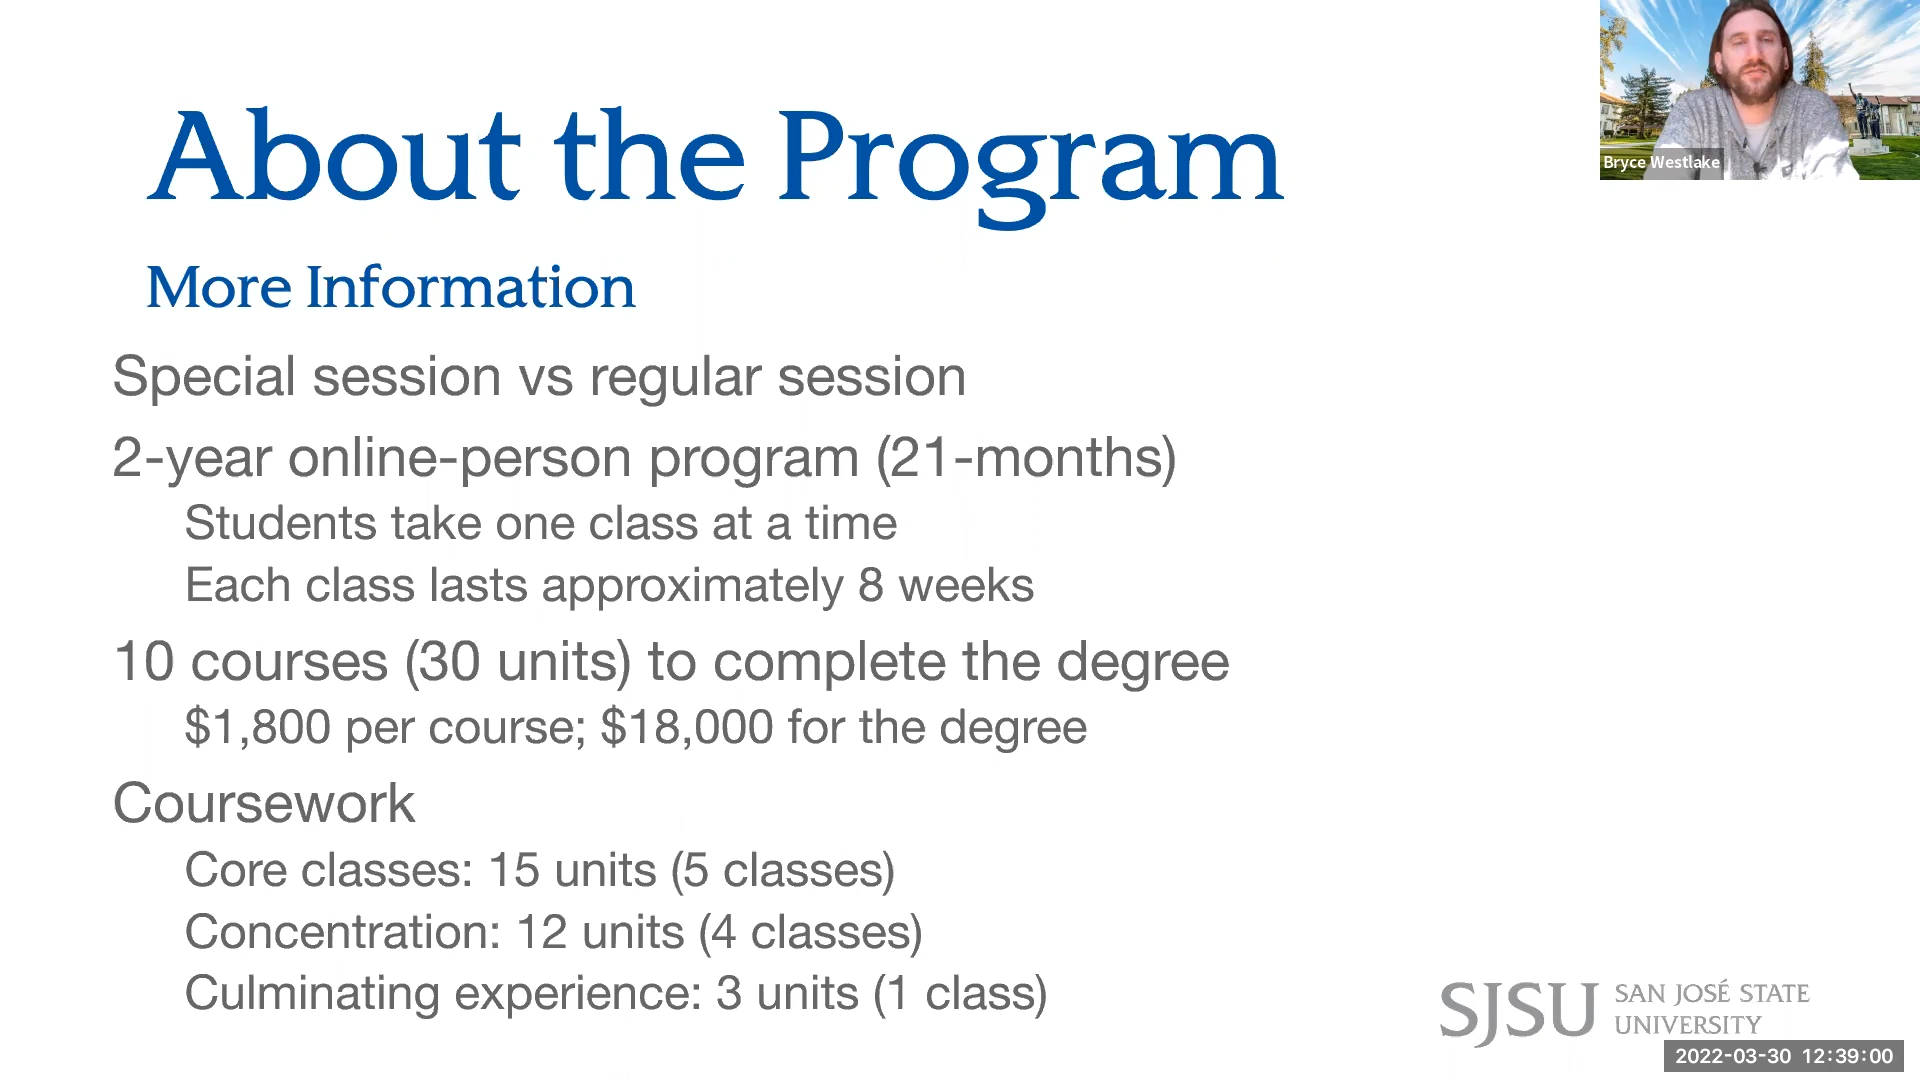 About the Program
More Information
Special session vs regular session
2-year online-person program (21-months)
Students take one class at a time
Each class lasts approximately 8 weeks
10 courses (30 units) to complete the degree
$1,800 per course; $18,000 for the degree
Coursework
Core classes: 15 units (5 classes)
Concentration: 12 units (4 classes)
Culminating experience: 3 units (1 class)
Bryce Westlake
SJSU SAN JOSÉ STATE
UNIVERSITY
2022-03-30 12:39:00